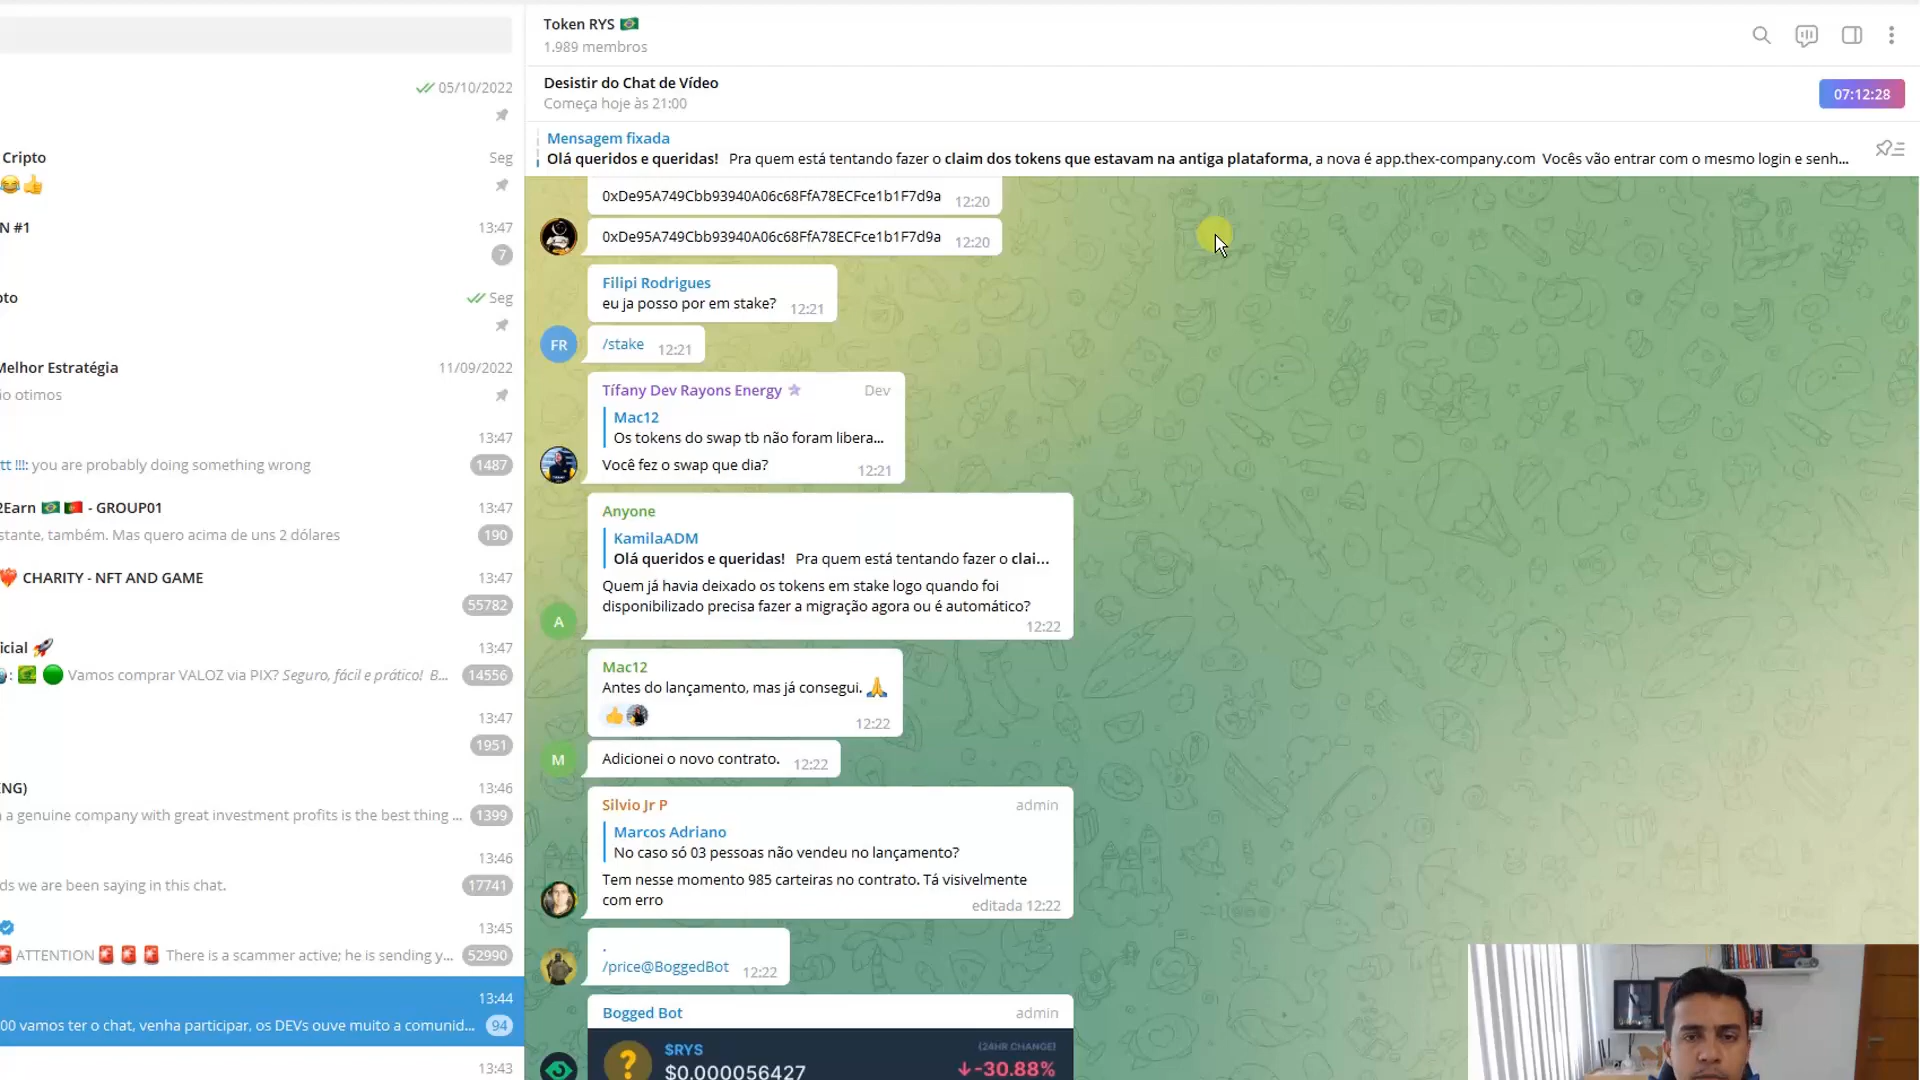 05/10/2022
Cripto
Seg
N #1
13:47
7
oto
Seg
Melhor Estratégia
11/09/2022
io otimos
13:47
tt !!!: you are probably doing something wrong
1487
2Earn 🇧🇷 🇵🇹 - GROUP01
13:47
stante, também. Mas quero acima de uns 2 dólares
190
CHARITY - NFT AND GAME
13:47
55782
icial 🚀
13:47
: Vamos comprar VALOZ via PIX? Seguro, fácil e prático! B...
14556
13:47
1951
NG)
13:46
a genuine company with great investment profits is the best thing ...
1399
13:46
ds we are been saying in this chat.
17741
13:45
🚨 ATTENTION 🚨 🚨 🚨 There is a scammer active; he is sending y...
52990
13:44
00 vamos ter o chat, venha participar, os DEVs ouve muito a comunid...
94
13:43
Token RYS 🇧🇷
1.989 membros
Desistir do Chat de Vídeo
Começa hoje às 21:00
07:12:28
Mensagem fixada
Olá queridos e queridas! Pra quem está tentando fazer o claim dos tokens que estavam na antiga plataforma, a nova é app.thex-company.com Vocês vão entrar com o mesmo login e senh...
0xDe95A749Cbb93940A06c68FfA78ECFce1b1F7d9a 12:20
0xDe95A749Cbb93940A06c68FfA78ECFce1b1F7d9a 12:20
Filipi Rodrigues
eu ja posso por em stake? 12:21
FR
/stake 12:21
Tífany Dev Rayons Energy
Dev
Mac12
Os tokens do swap tb não foram libera...
Você fez o swap que dia? 12:21
Anyone
KamilaADM
Olá queridos e queridas! Pra quem está tentando fazer o clai...
Quem já havia deixado os tokens em stake logo quando foi
disponibilizado precisa fazer a migração agora ou é automático?
12:22
A
Mac12
Antes do lançamento, mas já consegui. 🙏
👍 12:22
M
Adicionei o novo contrato. 12:22
Silvio Jr P
admin
Marcos Adriano
No caso só 03 pessoas não vendeu no lançamento?
Tem nesse momento 985 carteiras no contrato. Tá visivelmente
com erro
editada 12:22
.
/price@BoggedBot 12:22
Bogged Bot
admin
?
$RYS
(24HR CHANGE)
$0.000056427
-30.88%